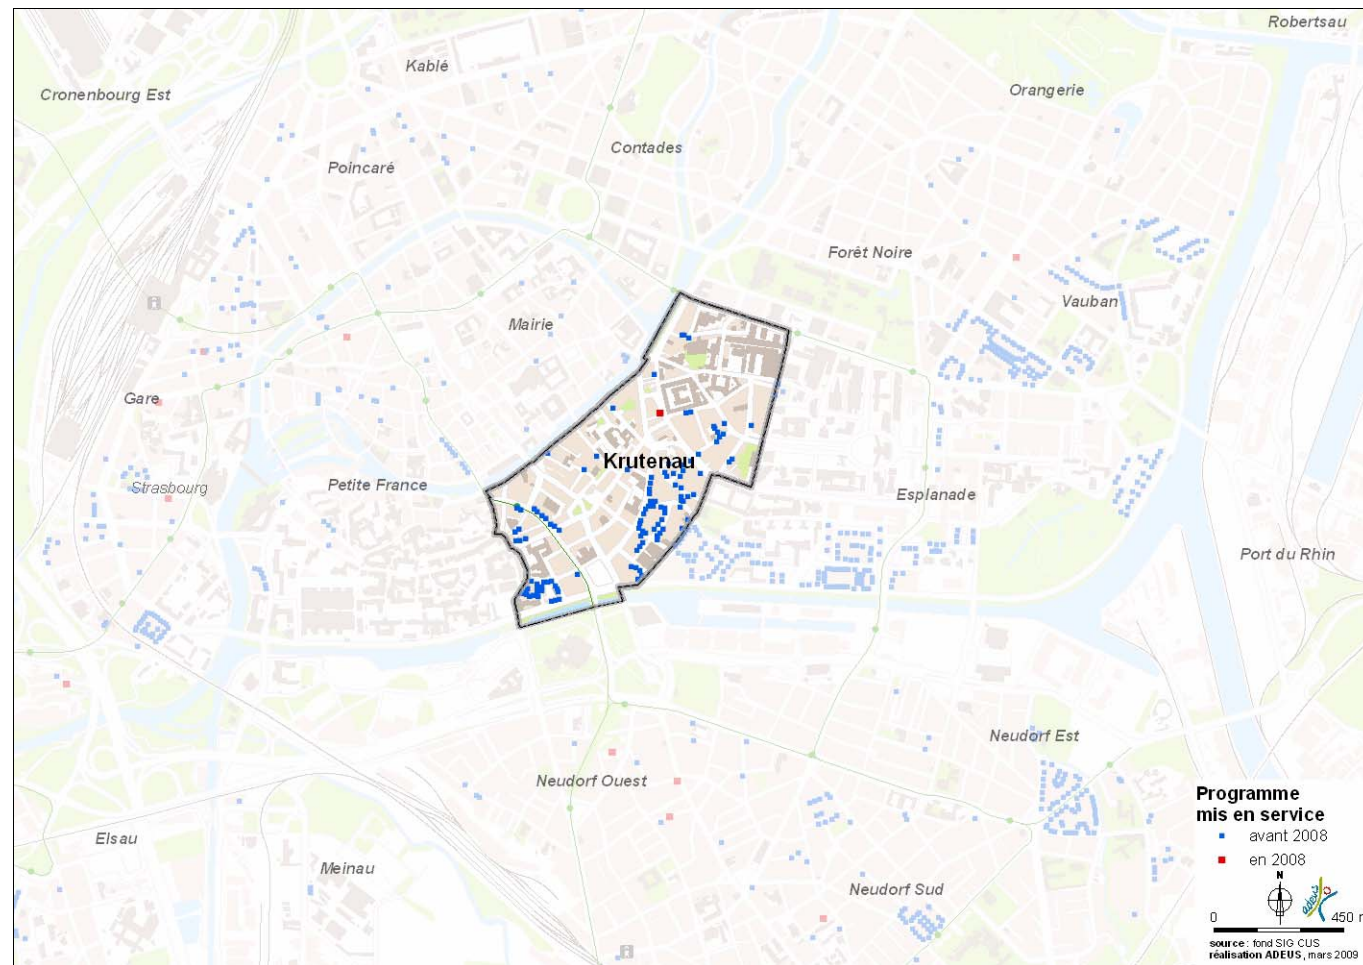 Robertsau
Kablé
Cronenbourg Est
Orangerie
Contades
Poincaré
Forêt Noire
Vauban
Mairie
Gare
Krutenau
Petite France
Strasbourg
Esplanade
Port du Rhin
Neudorf Est
Neudorf Ouest
Elsau
Meinau
Neudorf Sud
Programme
mis en service
avant 2008
en 2008
N
adeus
0 450 m
source : fond SIG CUS
réalisation ADEUS, mars 2009